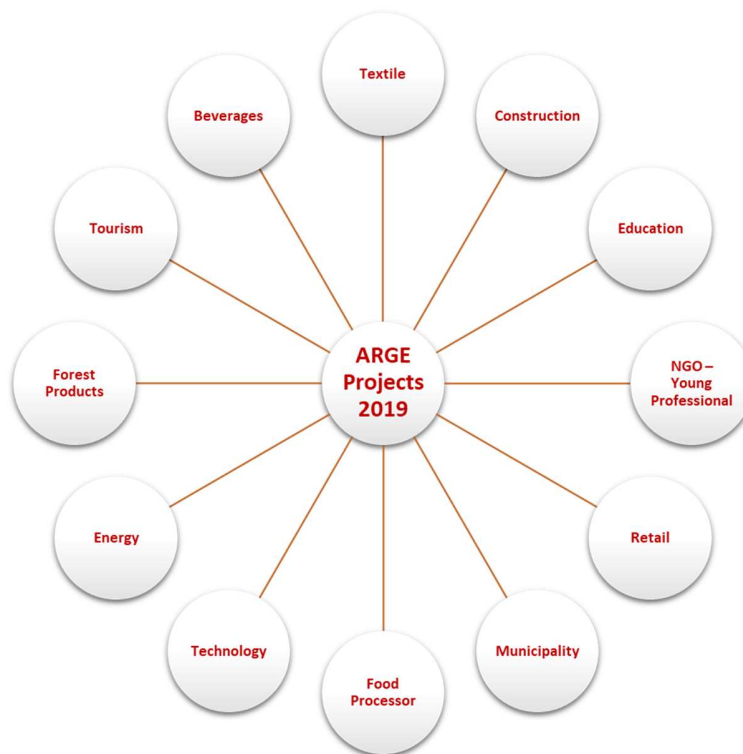 Textile
Construction
Education
NGO –
Young
Professional
Retail
Municipality
Food
Processor
Technology
Energy
Forest
Products
Tourism
Beverages
ARGE
Projects
2019